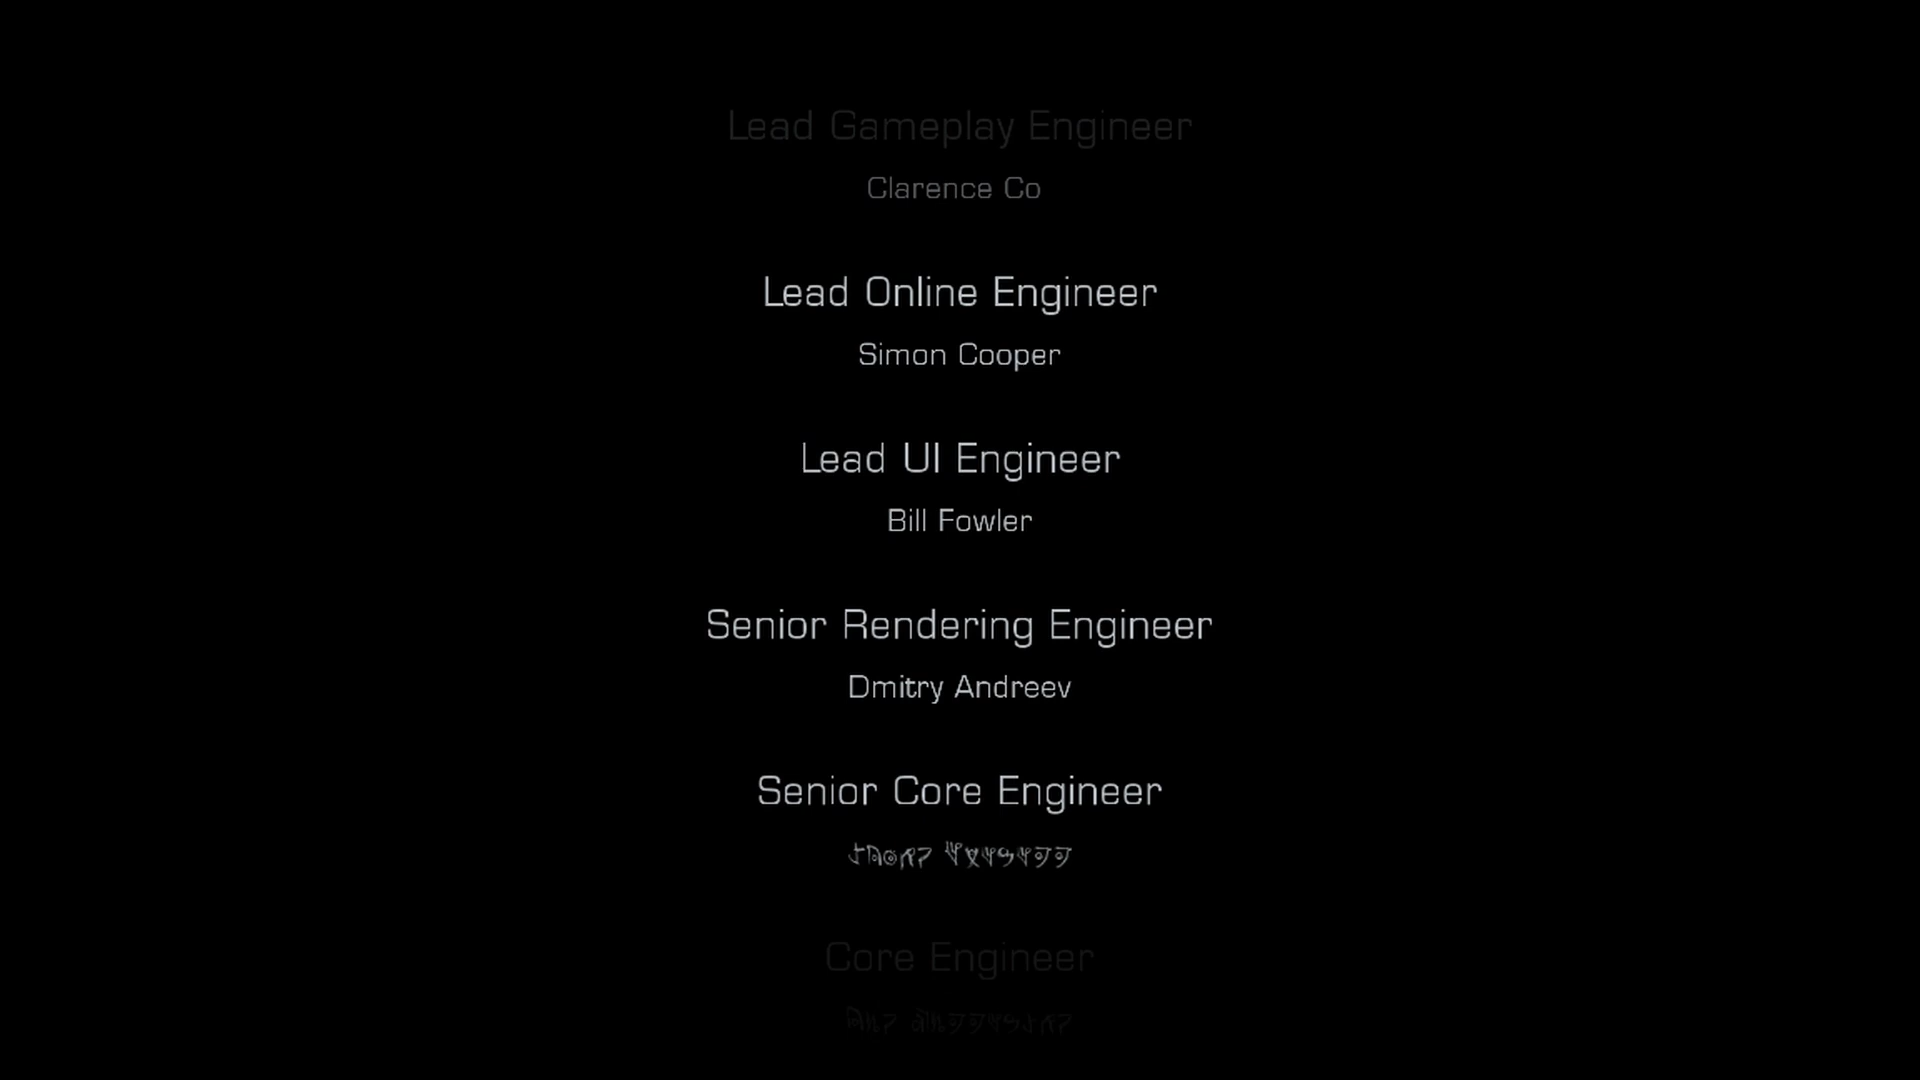 Lead Gameplay Engineer
Clarence Co
Lead Online Engineer
Simon Cooper
Lead UI Engineer
Bill Fowler
Senior Rendering Engineer
Dmitry Andreev
Senior Core Engineer
Core Engineer